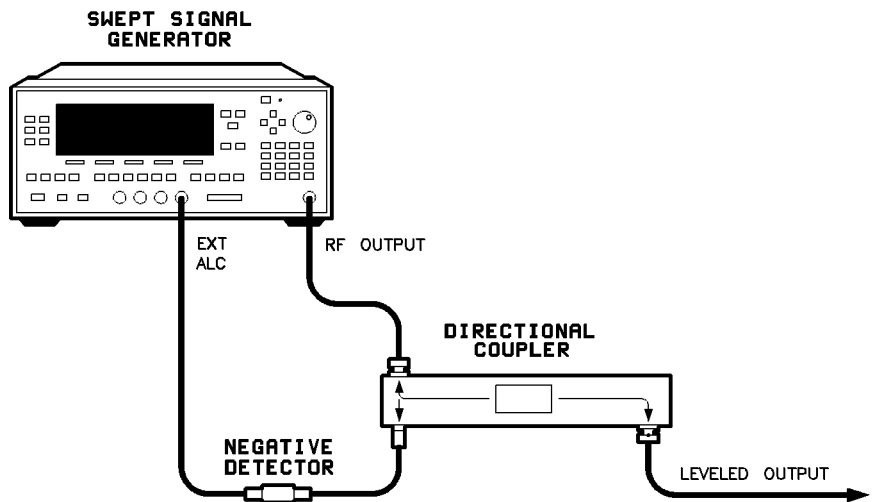 SWEPT SIGNAL
GENERATOR
EXT
ALC
RF OUTPUT
DIRECTIONAL
COUPLER
NEGATIVE
DETECTOR
LEVELED OUTPUT